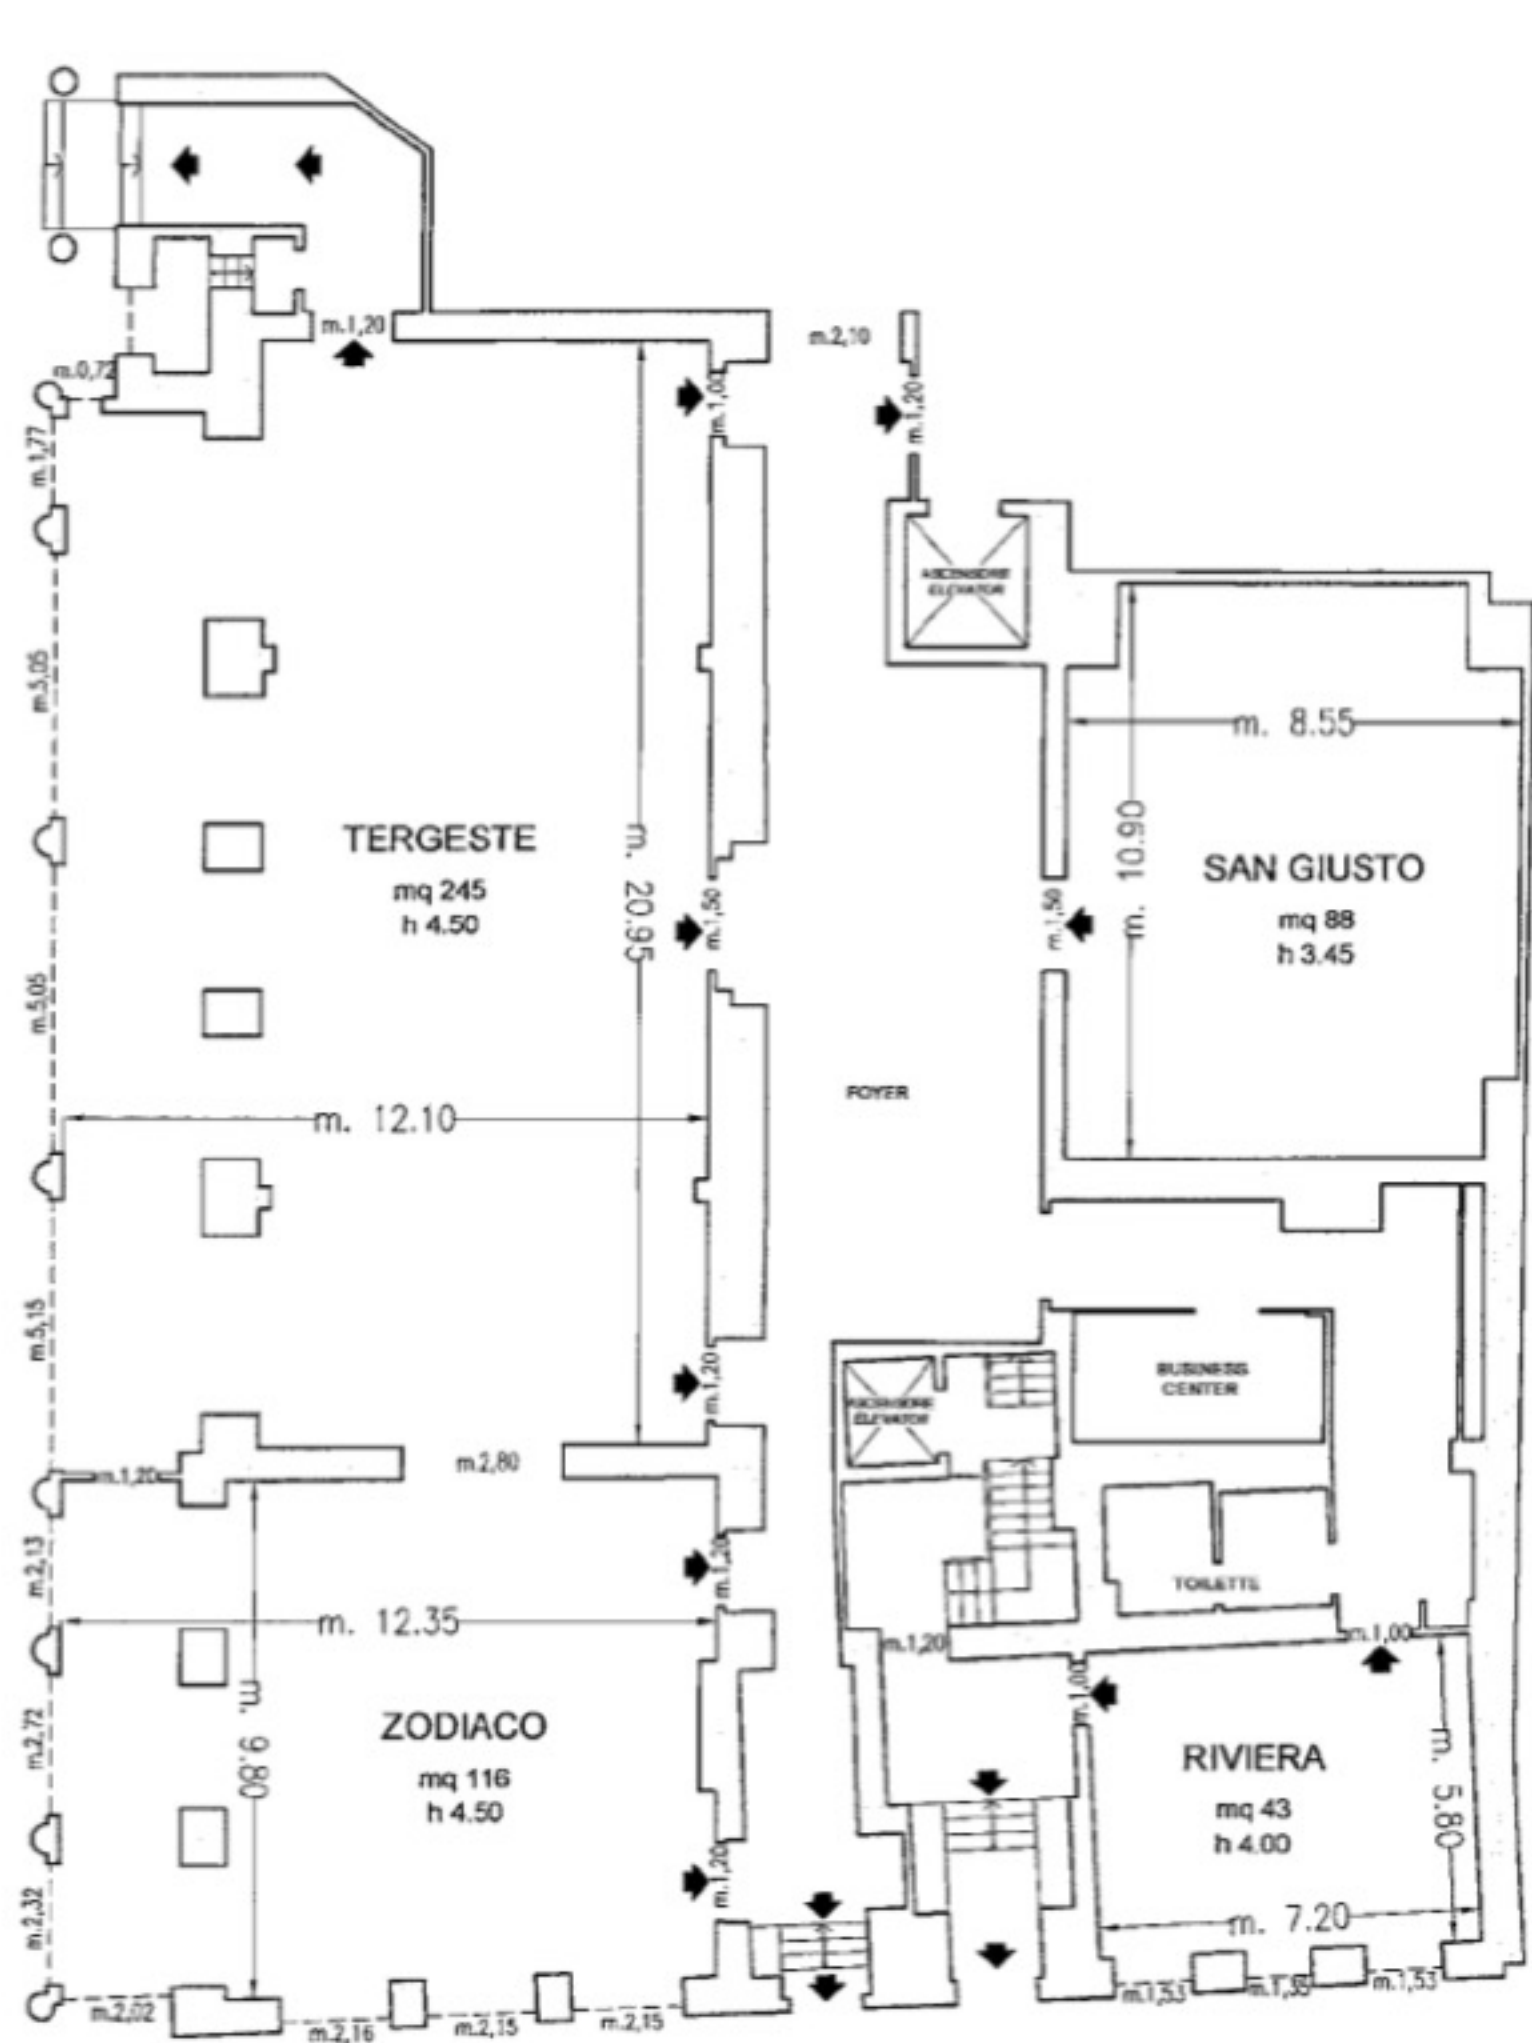 m.1,20
m.2,10
m.0,72
m.1,00
m.1,20
m.1,77
ASCENSORE
ELEVATOR
m.5,05
m. 8.55
TERGESTE
mq 245
h 4.50
m. 20.95
m.1,50
m. 10.90
SAN GIUSTO
mq 88
h 3.45
m.1,50
m.5,05
FOYER
m. 12.10
m.5,15
m.1,20
BUSINESS
CENTER
ASCENSORE
ELEVATOR
m.1,20
m.2,80
m.2,13
m.1,20
TOILETTE
m. 12.35
m.1,20
m.1,00
m.1,00
m. 9.80
ZODIACO
mq 116
h 4.50
m.2,72
RIVIERA
mq 43
h 4.00
m. 5.80
m.2,32
m.1,20
m. 7.20
m.2,02
m.2,16
m.2,15
m.2,15
m.1,53
m.1,35
m.1,53